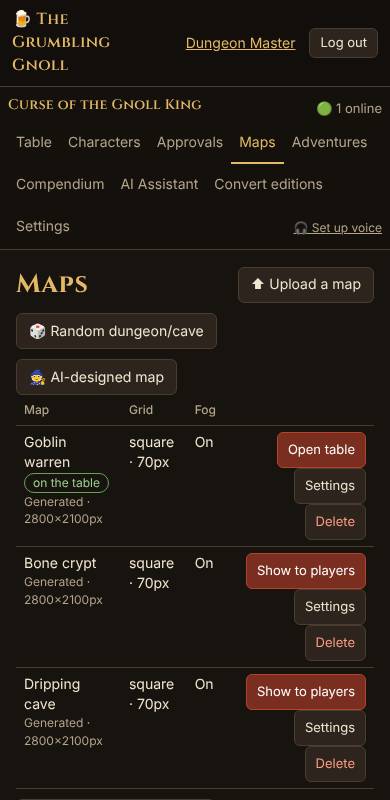 🍺 The
Grumbling
Gnoll
Dungeon Master
Log out
Curse of the Gnoll King
🟢 1 online
Table Characters Approvals Maps Adventures
Compendium AI Assistant Convert editions
Settings
🎧 Set up voice
Maps
⬆ Upload a map
🎲 Random dungeon/cave
🧙 AI-designed map
Map Grid Fog
Goblin warren
on the table
Generated · 2800×2100px
square · 70px
On
Open table
Settings
Delete
Bone crypt
Generated · 2800×2100px
square · 70px
On
Show to players
Settings
Delete
Dripping cave
Generated · 2800×2100px
square · 70px
On
Show to players
Settings
Delete